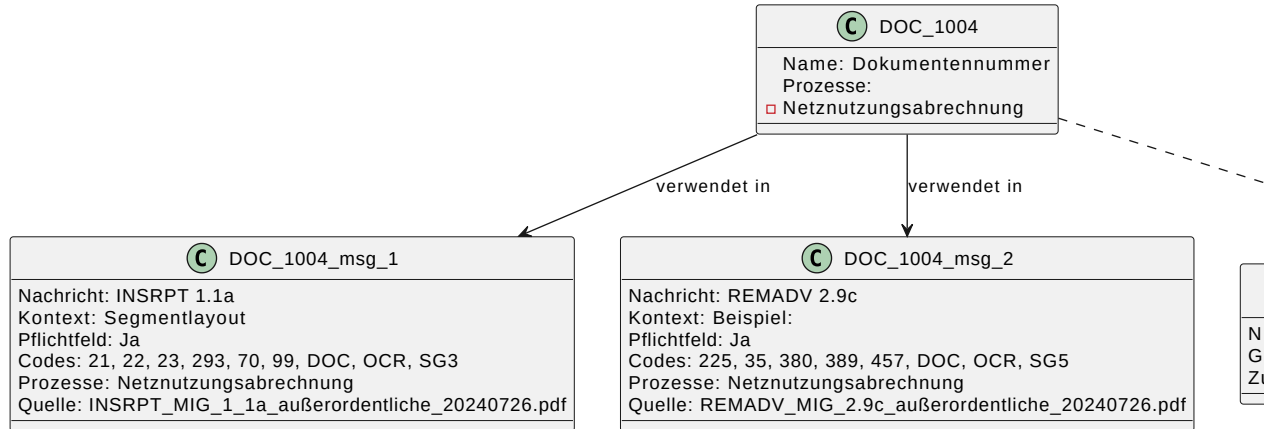 C DOC_1004
Name: Dokumentennummer
Prozesse:
Netznutzungsabrechnung
verwendet in
verwendet in
C DOC_1004_msg_1
Nachricht: INSRPT 1.1a
Kontext: Segmentlayout
Pflichtfeld: Ja
Codes: 21, 22, 23, 293, 70, 99, DOC, OCR, SG3
Prozesse: Netznutzungsabrechnung
Quelle: INSRPT_MIG_1_1a_außerordentliche_20240726.pdf
C DOC_1004_msg_2
Nachricht: REMADV 2.9c
Kontext: Beispiel:
Pflichtfeld: Ja
Codes: 225, 35, 380, 389, 457, DOC, OCR, SG5
Prozesse: Netznutzungsabrechnung
Quelle: REMADV_MIG_2.9c_außerordentliche_20240726.pdf
N
G
Zu